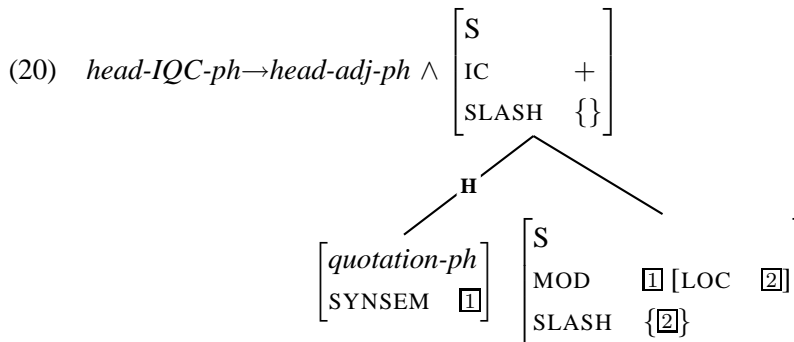 S
(20) head-IQC-ph→head-adj-ph ∧ IC +
SLASH {}
H
quotation-ph S
SYNSEM 1 MOD 1 [LOC 2]
SLASH {2}